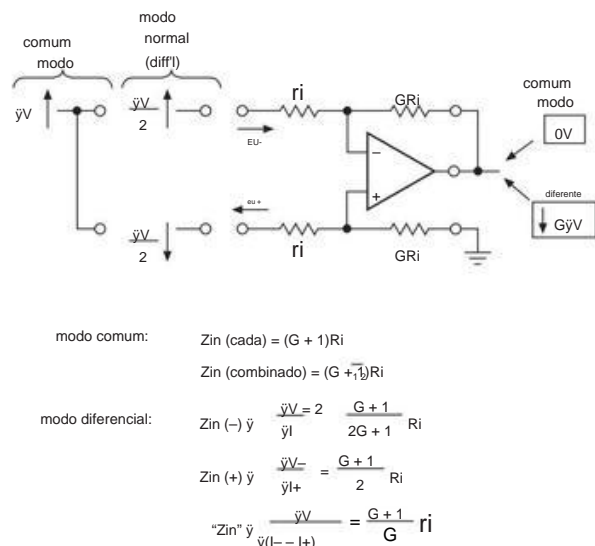 comum
modo
modo
normal
(diff'l)
ÿV
ÿV
2
ri
GRi
comum
modo
0V
EU-
−
+
eu +
diferente
GÿV
ÿV
2
ri
GRi
modo comum: Zin (cada) = (G + 1)Ri
Zin (combinado) = (G + 1)Ri
modo diferencial: Zin (–) ÿ ÿV = 2 G + 1
ÿI 2G + 1 Ri
Zin (+) ÿ ÿV– = G + 1 Ri
ÿI+ 2
“Zin” ÿ ÿV = G + 1 ri
ÿ(I– – I+) G